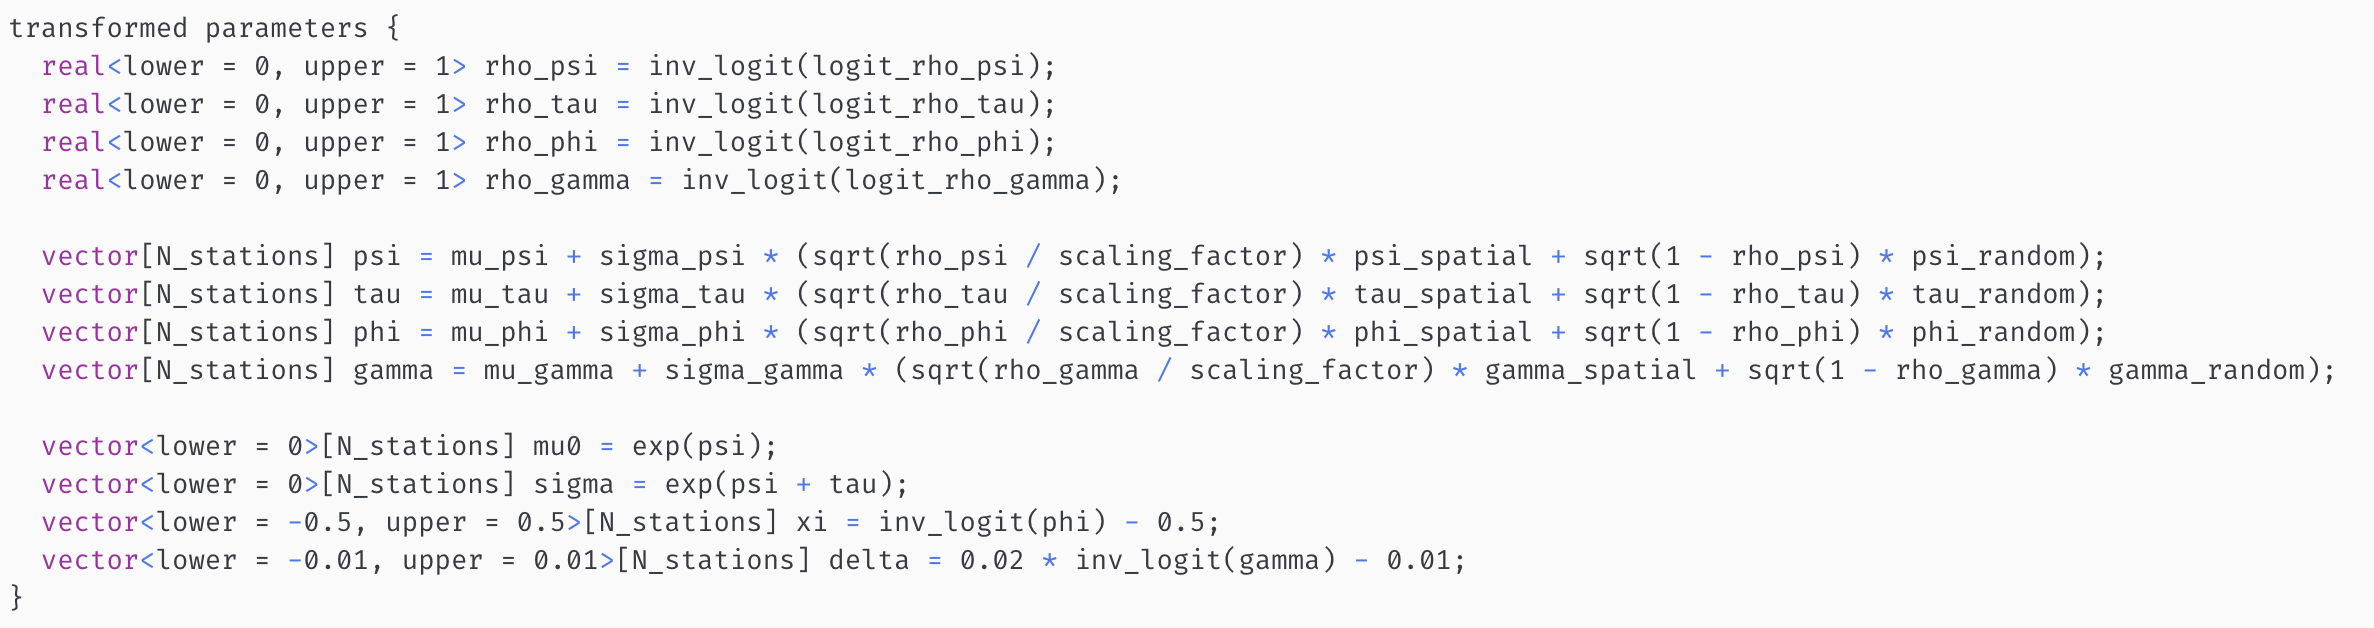 transformed parameters {
  real<lower = 0, upper = 1> rho_psi = inv_logit(logit_rho_psi);
  real<lower = 0, upper = 1> rho_tau = inv_logit(logit_rho_tau);
  real<lower = 0, upper = 1> rho_phi = inv_logit(logit_rho_phi);
  real<lower = 0, upper = 1> rho_gamma = inv_logit(logit_rho_gamma);

  vector[N_stations] psi = mu_psi + sigma_psi * (sqrt(rho_psi / scaling_factor) * psi_spatial + sqrt(1 - rho_psi) * psi_random);
  vector[N_stations] tau = mu_tau + sigma_tau * (sqrt(rho_tau / scaling_factor) * tau_spatial + sqrt(1 - rho_tau) * tau_random);
  vector[N_stations] phi = mu_phi + sigma_phi * (sqrt(rho_phi / scaling_factor) * phi_spatial + sqrt(1 - rho_phi) * phi_random);
  vector[N_stations] gamma = mu_gamma + sigma_gamma * (sqrt(rho_gamma / scaling_factor) * gamma_spatial + sqrt(1 - rho_gamma) * gamma_random);

  vector<lower = 0>[N_stations] mu0 = exp(psi);
  vector<lower = 0>[N_stations] sigma = exp(psi + tau);
  vector<lower = -0.5, upper = 0.5>[N_stations] xi = inv_logit(phi) - 0.5;
  vector<lower = -0.01, upper = 0.01>[N_stations] delta = 0.02 * inv_logit(gamma) - 0.01;
}